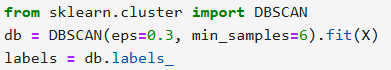 from sklearn.cluster import DBSCAN
db = DBSCAN(eps=0.3, min_samples=6).fit(X)
labels = db.labels_